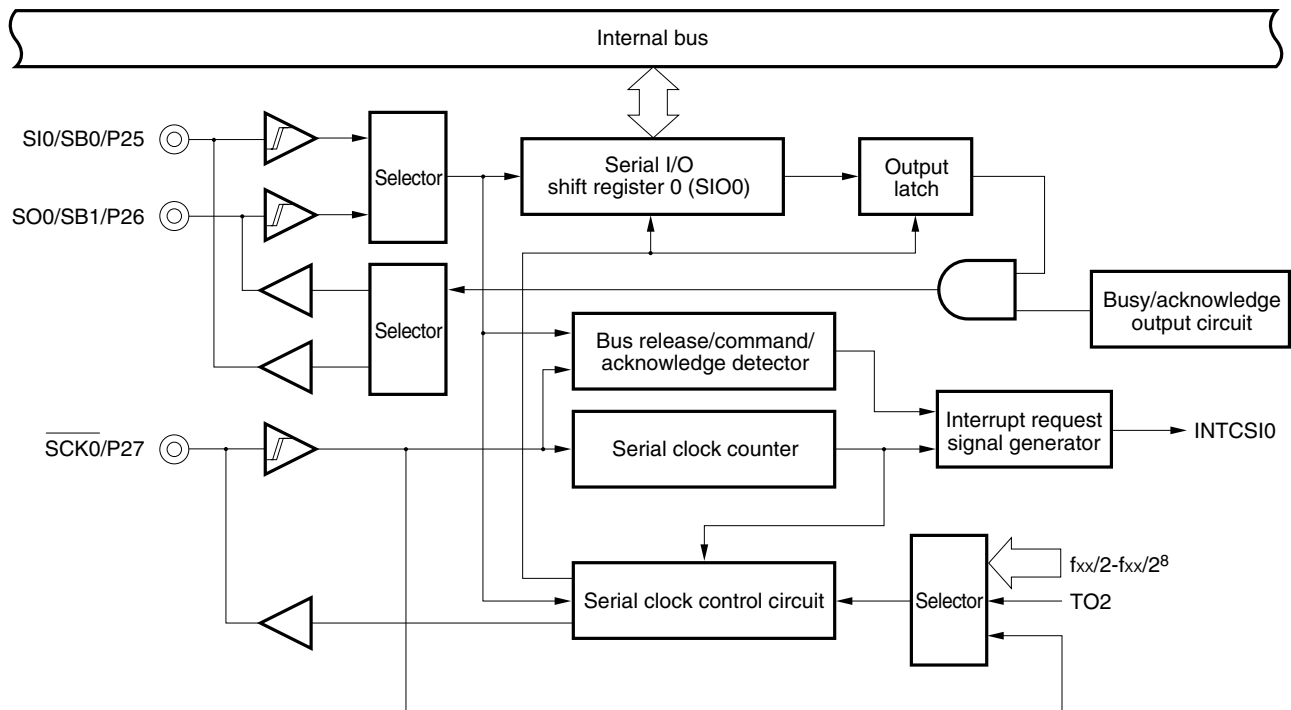 Internal bus
SI0/SB0/P25
Selector
Serial I/O
shift register 0 (SIO0)
Output
latch
SO0/SB1/P26
Selector
Busy/acknowledge
output circuit
Bus release/command/
acknowledge detector
SCK0/P27
Serial clock counter
Interrupt request
signal generator
INTCSI0
Serial clock control circuit
Selector
fxx/2-fxx/2⁸
TO2